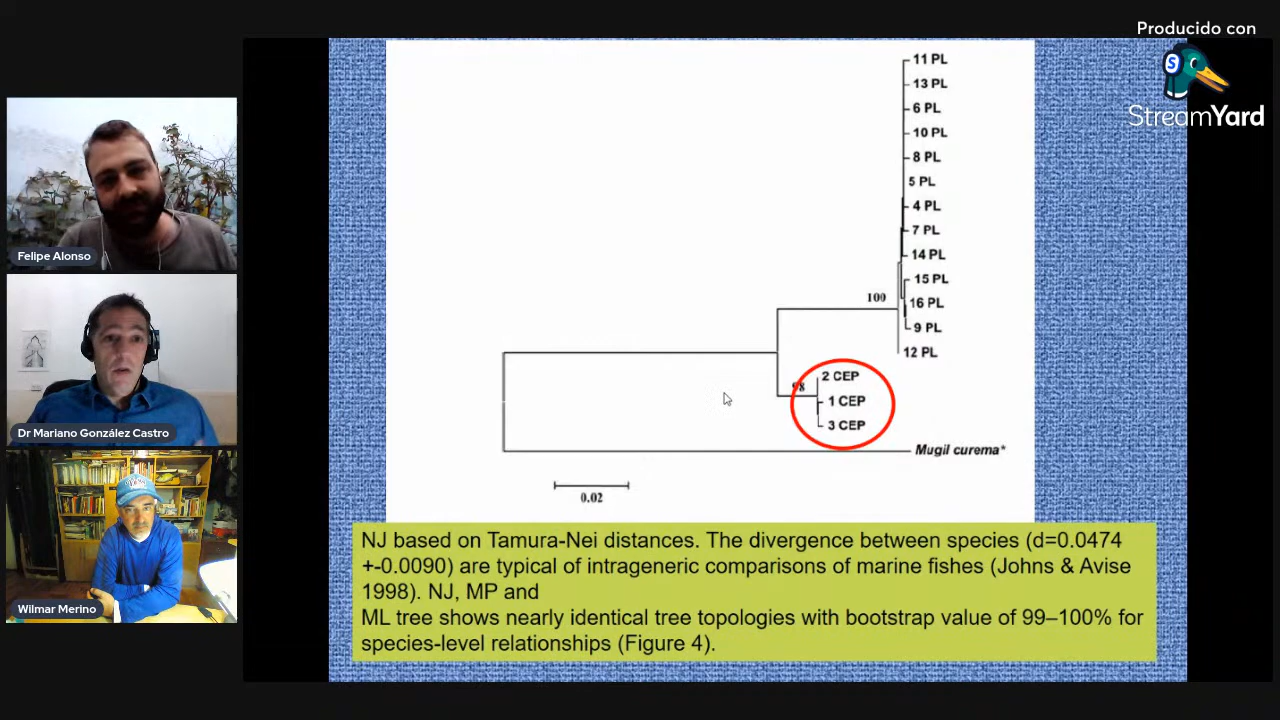 Producido con
StreamYard
S
Felipe Alonso
Dr Mariano González Castro
Wilmar Merino
11 PL
13 PL
6 PL
10 PL
8 PL
5 PL
4 PL
7 PL
14 PL
15 PL
100
16 PL
9 PL
12 PL
2 CEP
98
1 CEP
3 CEP
Mugil curema*
0.02
NJ based on Tamura-Nei distances. The divergence between species (d=0.0474
+-0.0090) are typical of intrageneric comparisons of marine fishes (Johns & Avise
1998). NJ, MP and
ML tree shows nearly identical tree topologies with bootstrap value of 99–100% for
species-level relationships (Figure 4).